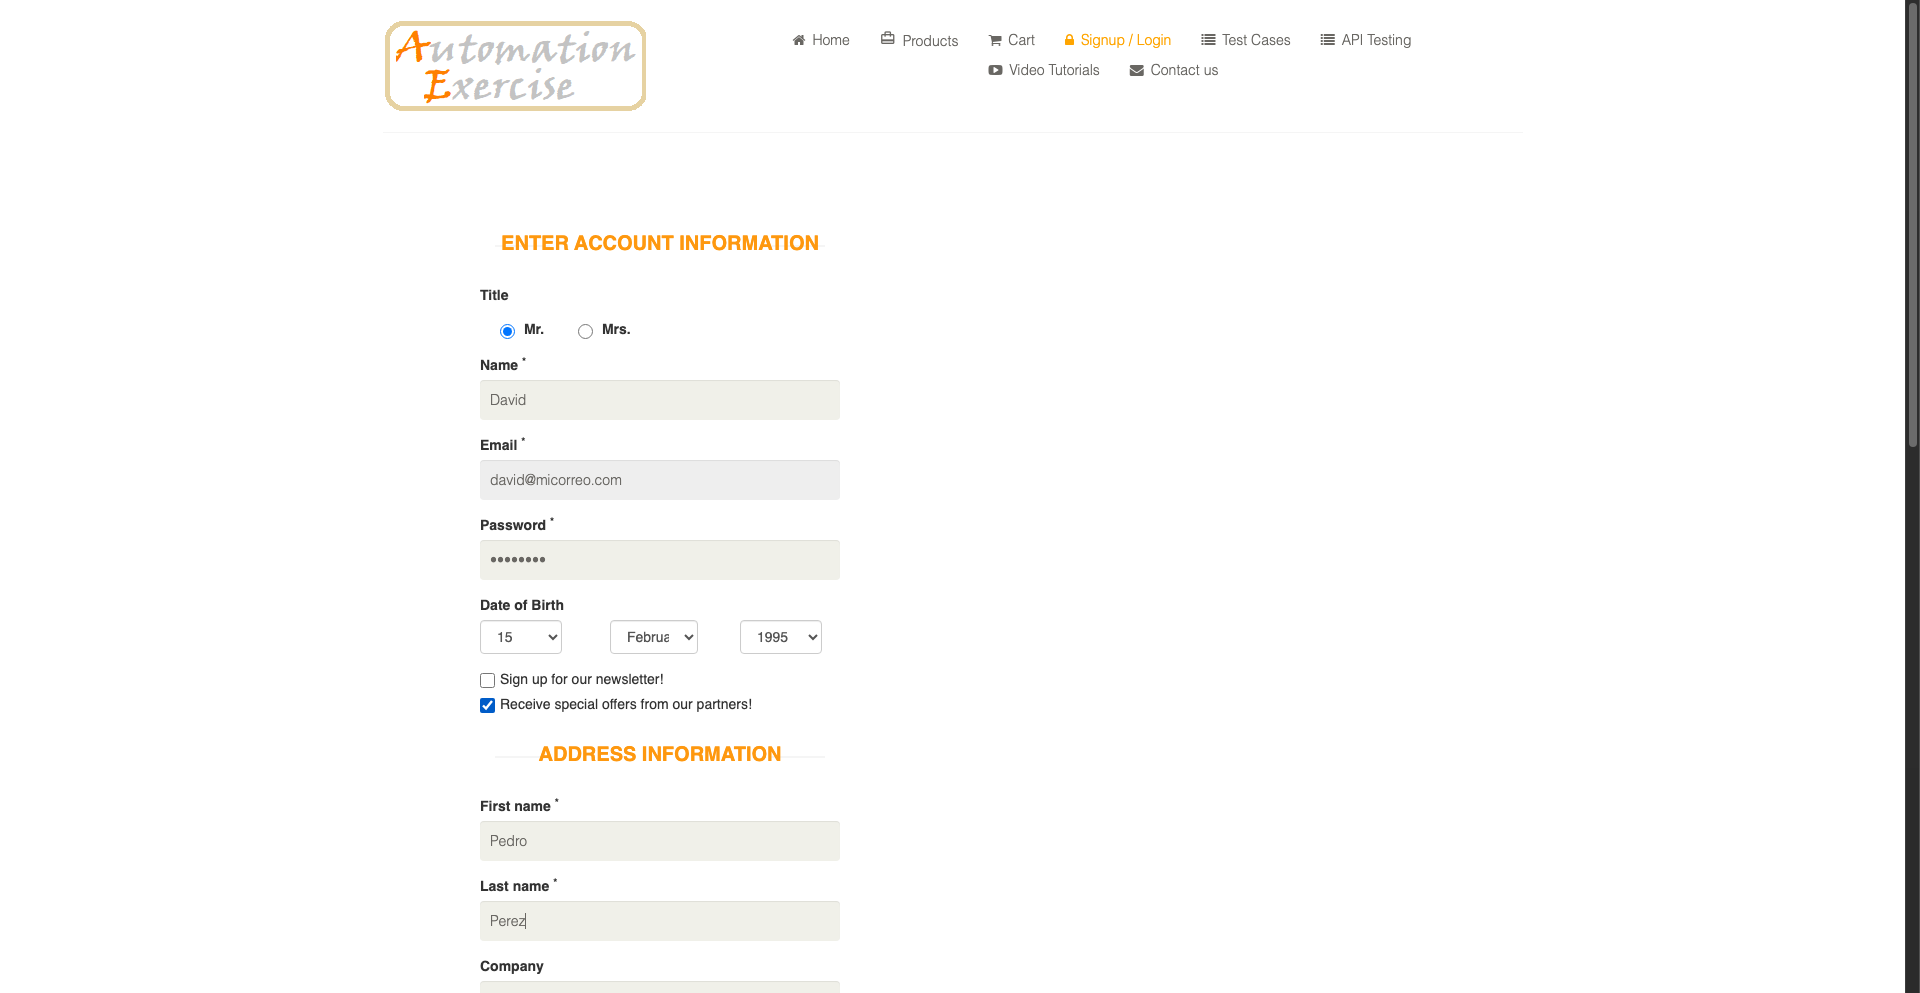 Automation
Exercise
Home Products Cart Signup / Login Test Cases API Testing
Video Tutorials Contact us
ENTER ACCOUNT INFORMATION
Title
Mr. Mrs.
Name *
David
Email *
david@micorreo.com
Password *
••••••••
Date of Birth
15 Februa 1995
Sign up for our newsletter!
Receive special offers from our partners!
ADDRESS INFORMATION
First name *
Pedro
Last name *
Perez
Company